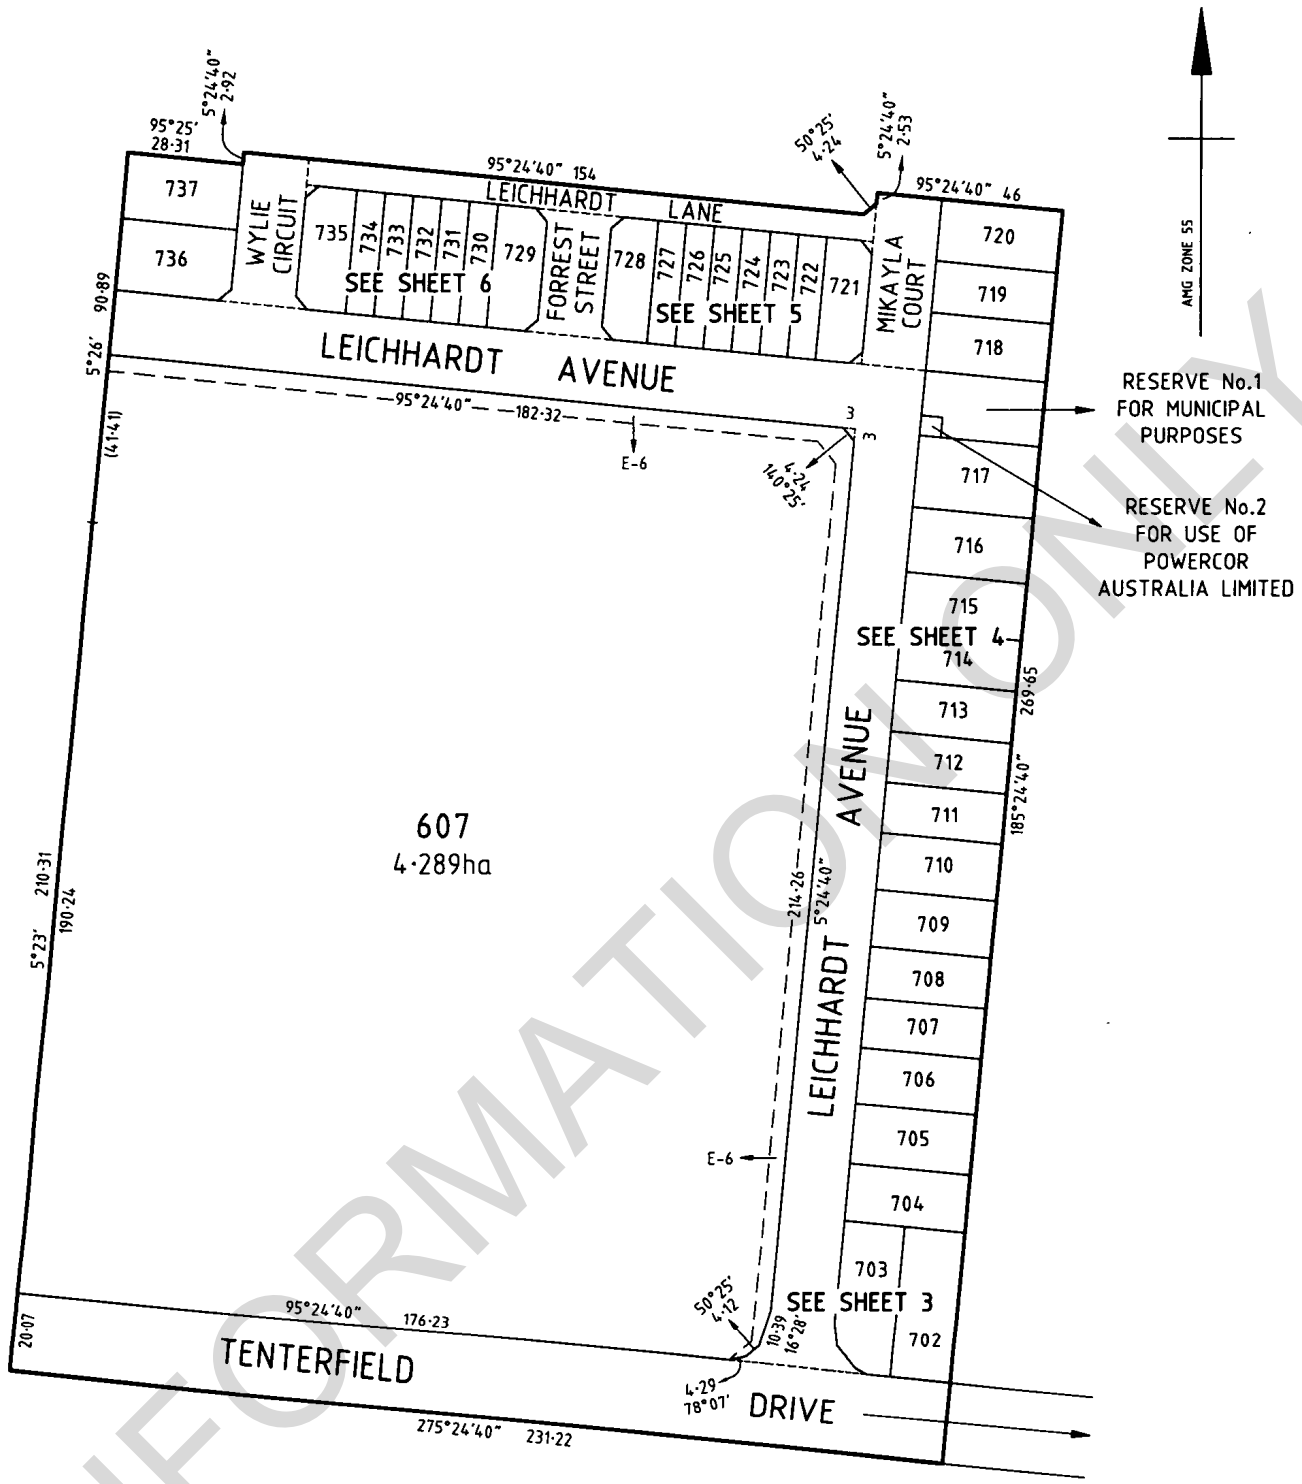 5°24'40"
2·92
95°25'
28·31
95°24'40" 154
50°25'
4·24
5°24'40"
2·53
95°24'40" 46
AMG ZONE 55
737
736
WYLIE
CIRCUIT
LEICHHARDT LANE
735
734
733
732
731
730
729
SEE SHEET 6
FORREST
STREET
728
727
726
725
724
723
722
721
SEE SHEET 5
MIKAYLA
COURT
720
719
718
5°26' 90·89
(41·41)
LEICHHARDT AVENUE
95°24'40" 182·32
E-6
3
3
4·24
140°25'
RESERVE No.1
FOR MUNICIPAL
PURPOSES
RESERVE No.2
FOR USE OF
POWERCOR
AUSTRALIA LIMITED
717
716
715
SEE SHEET 4
714
713
712
711
710
709
708
707
706
705
704
703
SEE SHEET 3
702
185°24'40" 269·65
607
4·289ha
5°23' 210·31
190·24
214·26
5°24'40"
LEICHHARDT AVENUE
E-6
50°25'
4·12
10·39
16°28'
95°24'40" 176·23
20·07
TENTERFIELD DRIVE
4·29
78°07'
275°24'40" 231·22
INFORMATION ONLY